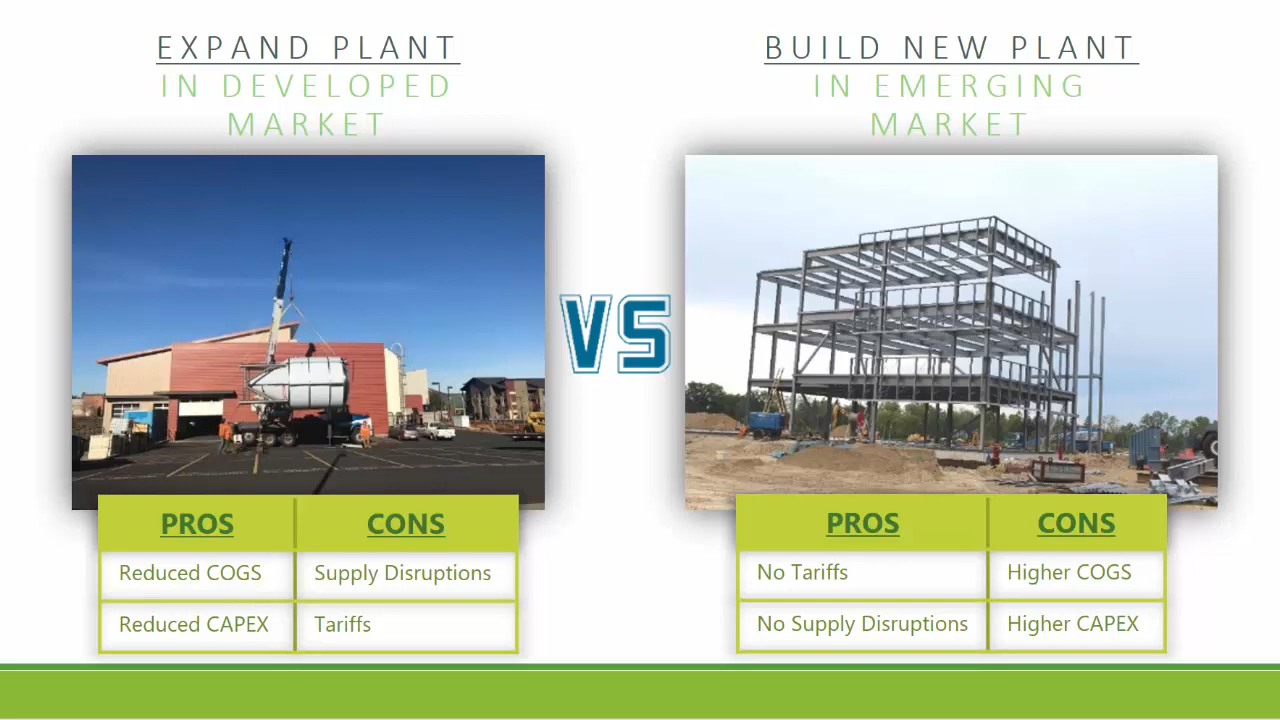 EXPAND PLANT
IN DEVELOPED
MARKET
BUILD NEW PLANT
IN EMERGING
MARKET
VS
PROS CONS
Reduced COGS Supply Disruptions
Reduced CAPEX Tariffs
PROS CONS
No Tariffs Higher COGS
No Supply Disruptions Higher CAPEX